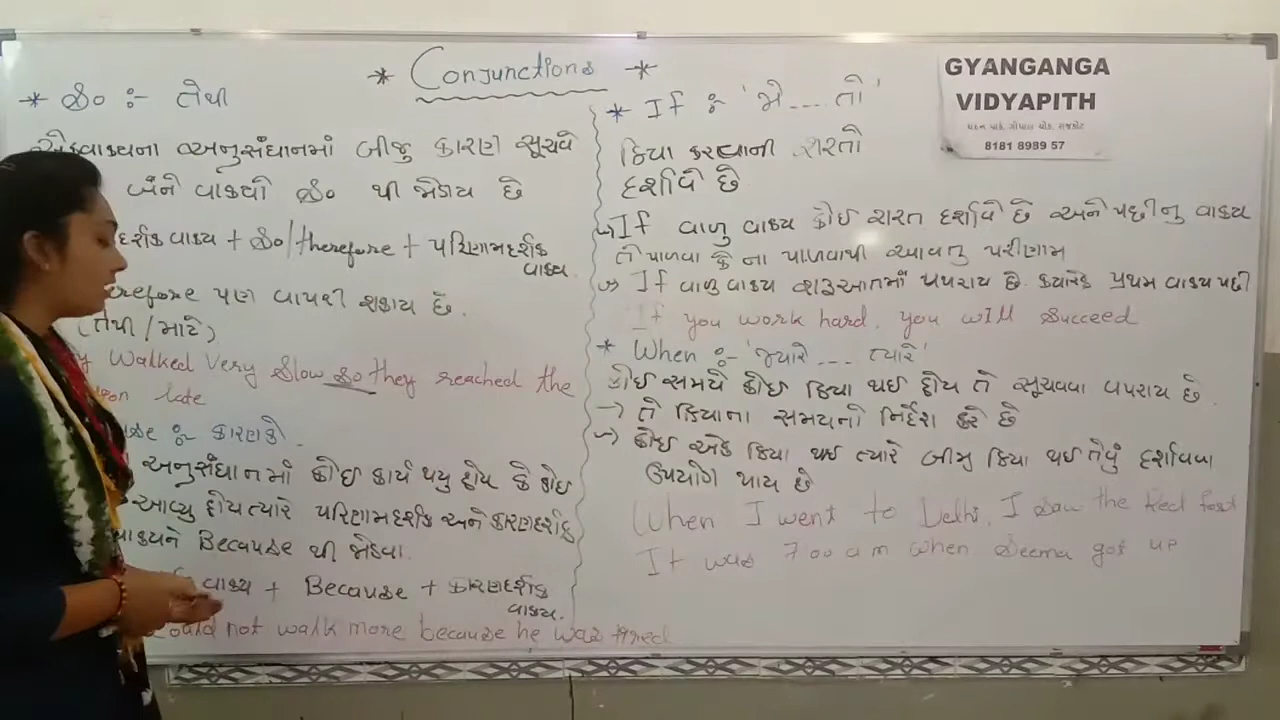 * Conjunctions *
* So :- તેથી
એકવાક્યના અનુસંધાનમાં બીજુ કારણ સૂચવે
બંને વાક્યો So થી જોડાય છે
દર્શક વાક્ય + So/therefore + પરિણામદર્શક
વાક્ય.
પણ વાપરી શકાય છે.
(તેથી / માટે)
Walked Very Slow So they reached the
late
:- કારણકે.
અનુસંધાનમાં કોઈ કાર્ય થયુ હોય કે કોઈ
આવ્યુ હોય ત્યારે પરિણામદર્શક અને કારણદર્શક
વાક્યને Because થી જોડવા.
વાક્ય + Because + કારણદર્શક
વાક્ય.
could not walk more because he was tired
* If :- 'જો....તો'
ક્રિયા કરવાની શરતો
દર્શાવે છે
If વાળુ વાક્ય કોઈ શરત દર્શાવે છે અને પછીનુ વાક્ય
તે પાળવા કે ના પાળવાથી આવતુ પરીણામ
If વાળુ વાક્ય શરૂઆતમાં વપરાય છે. ક્યારેક પ્રથમ વાક્ય પછી
If you work hard, you will Succeed
* When :- 'જ્યારે .... ત્યારે'
કોઈ સમયે કોઈ ક્રિયા થઈ હોય તે સૂચવવા વપરાય છે.
→ તે ક્રિયાના સમયનો નિર્દેશ કરે છે
→ કોઈ એક ક્રિયા થઈ ત્યારે બીજી ક્રિયા થઈ તેવું દર્શાવવા
ઉપયોગ થાય છે
When I went to Delhi, I saw the Red fort
It was 7:00 am when Seema got up
GYANGANGA
VIDYAPITH
8181 8989 57